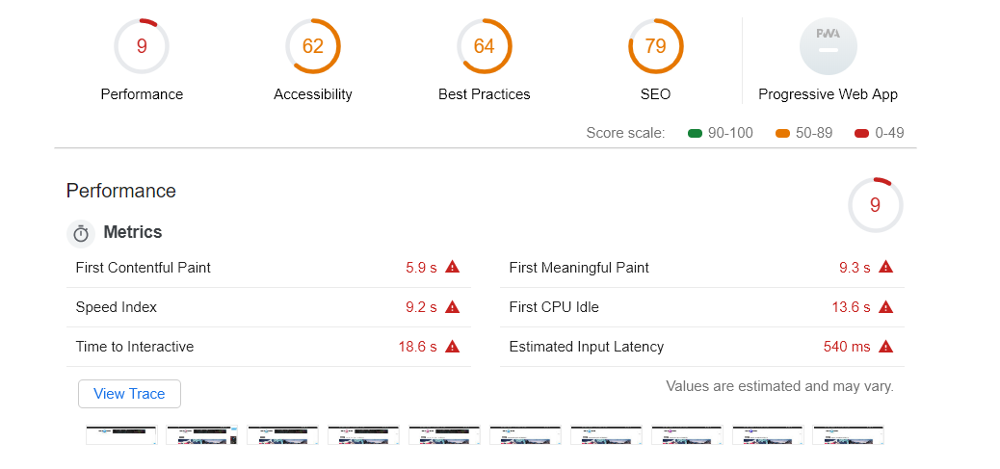 9 62 64 79 PWA
Performance Accessibility Best Practices SEO Progressive Web App
Score scale: 90-100 50-89 0-49
Performance
9
Metrics
First Contentful Paint 5.9 s First Meaningful Paint 9.3 s
Speed Index 9.2 s First CPU Idle 13.6 s
Time to Interactive 18.6 s Estimated Input Latency 540 ms
View Trace Values are estimated and may vary.